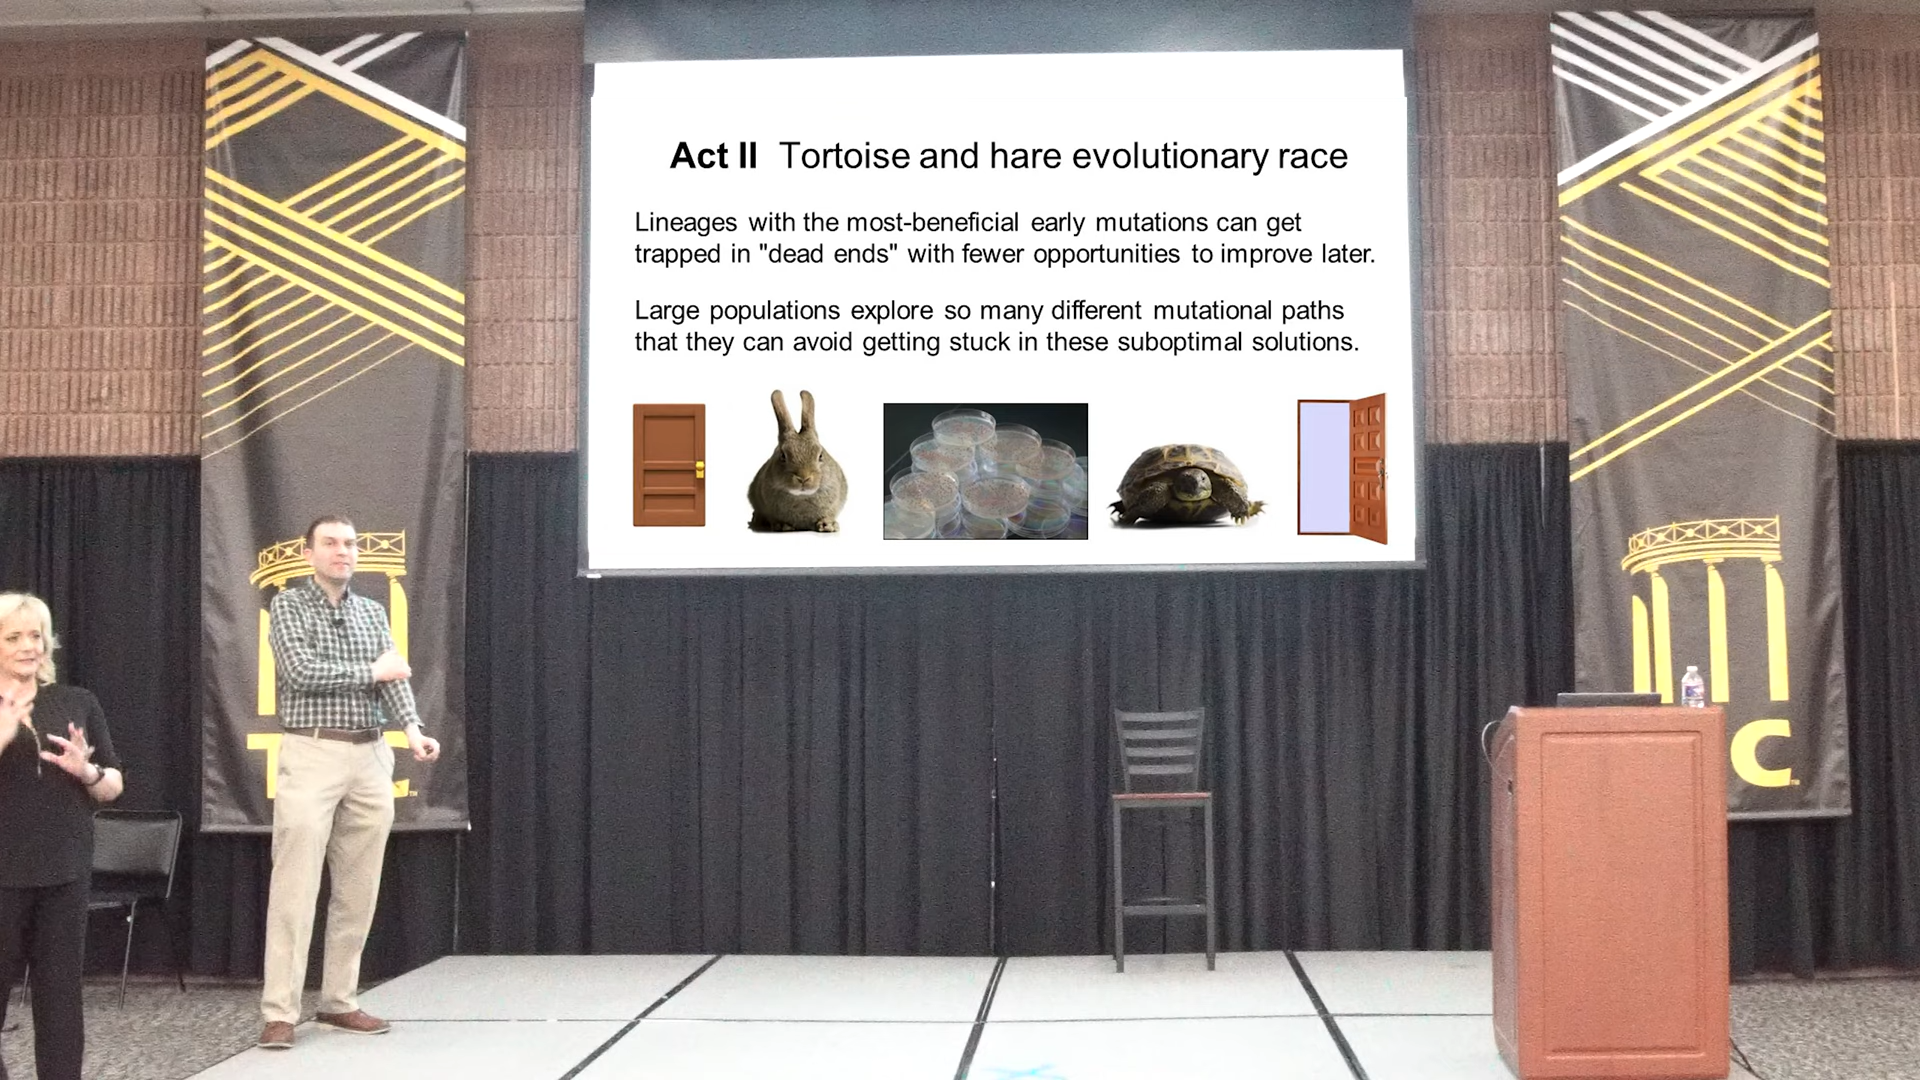 Act II Tortoise and hare evolutionary race
Lineages with the most-beneficial early mutations can get
trapped in "dead ends" with fewer opportunities to improve later.
Large populations explore so many different mutational paths
that they can avoid getting stuck in these suboptimal solutions.
T C TM
C TM